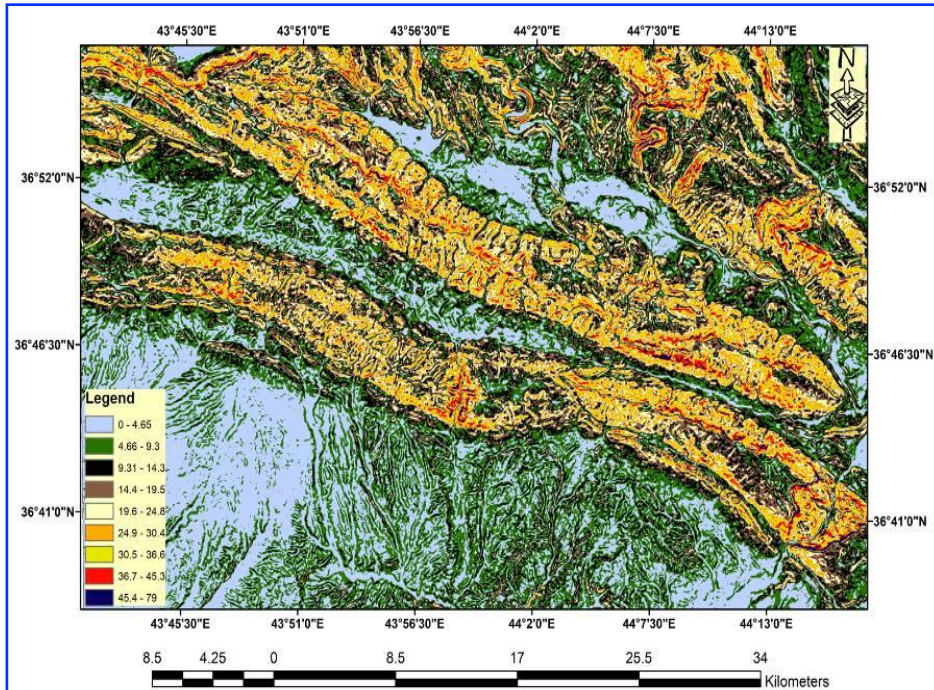 43°45'30"E 43°51'0"E 43°56'30"E 44°2'0"E 44°7'30"E 44°13'0"E
N
36°52'0"N 36°52'0"N
36°46'30"N 36°46'30"N
Legend
0 - 4.65
4.66 - 9.3
9.31 - 14.3
14.4 - 19.5
19.6 - 24.8
24.9 - 30.4
30.5 - 36.6
36.7 - 45.3
45.4 - 79
36°41'0"N 36°41'0"N
43°45'30"E 43°51'0"E 43°56'30"E 44°2'0"E 44°7'30"E 44°13'0"E
8.5 4.25 0 8.5 17 25.5 34
Kilometers